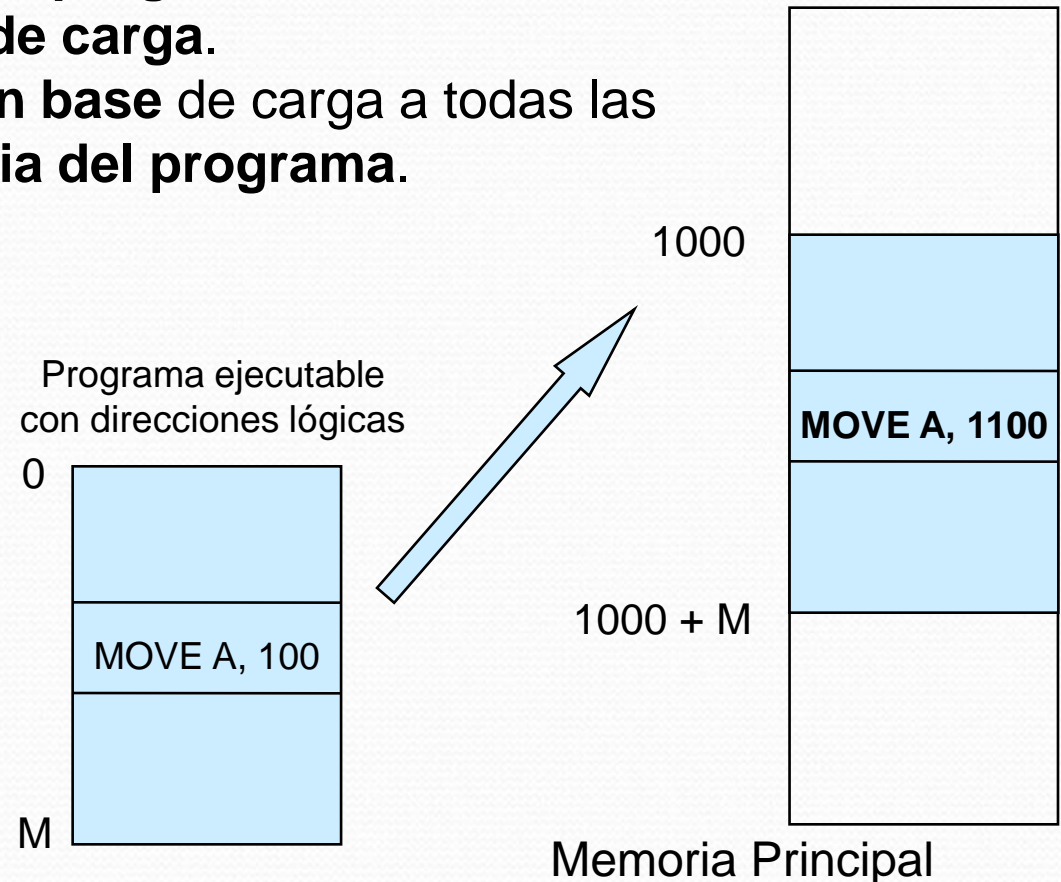 de carga.
n base de carga a todas las
ia del programa.
1000
Programa ejecutable
con direcciones lógicas
0
MOVE A, 1100
MOVE A, 100
1000 + M
M
Memoria Principal